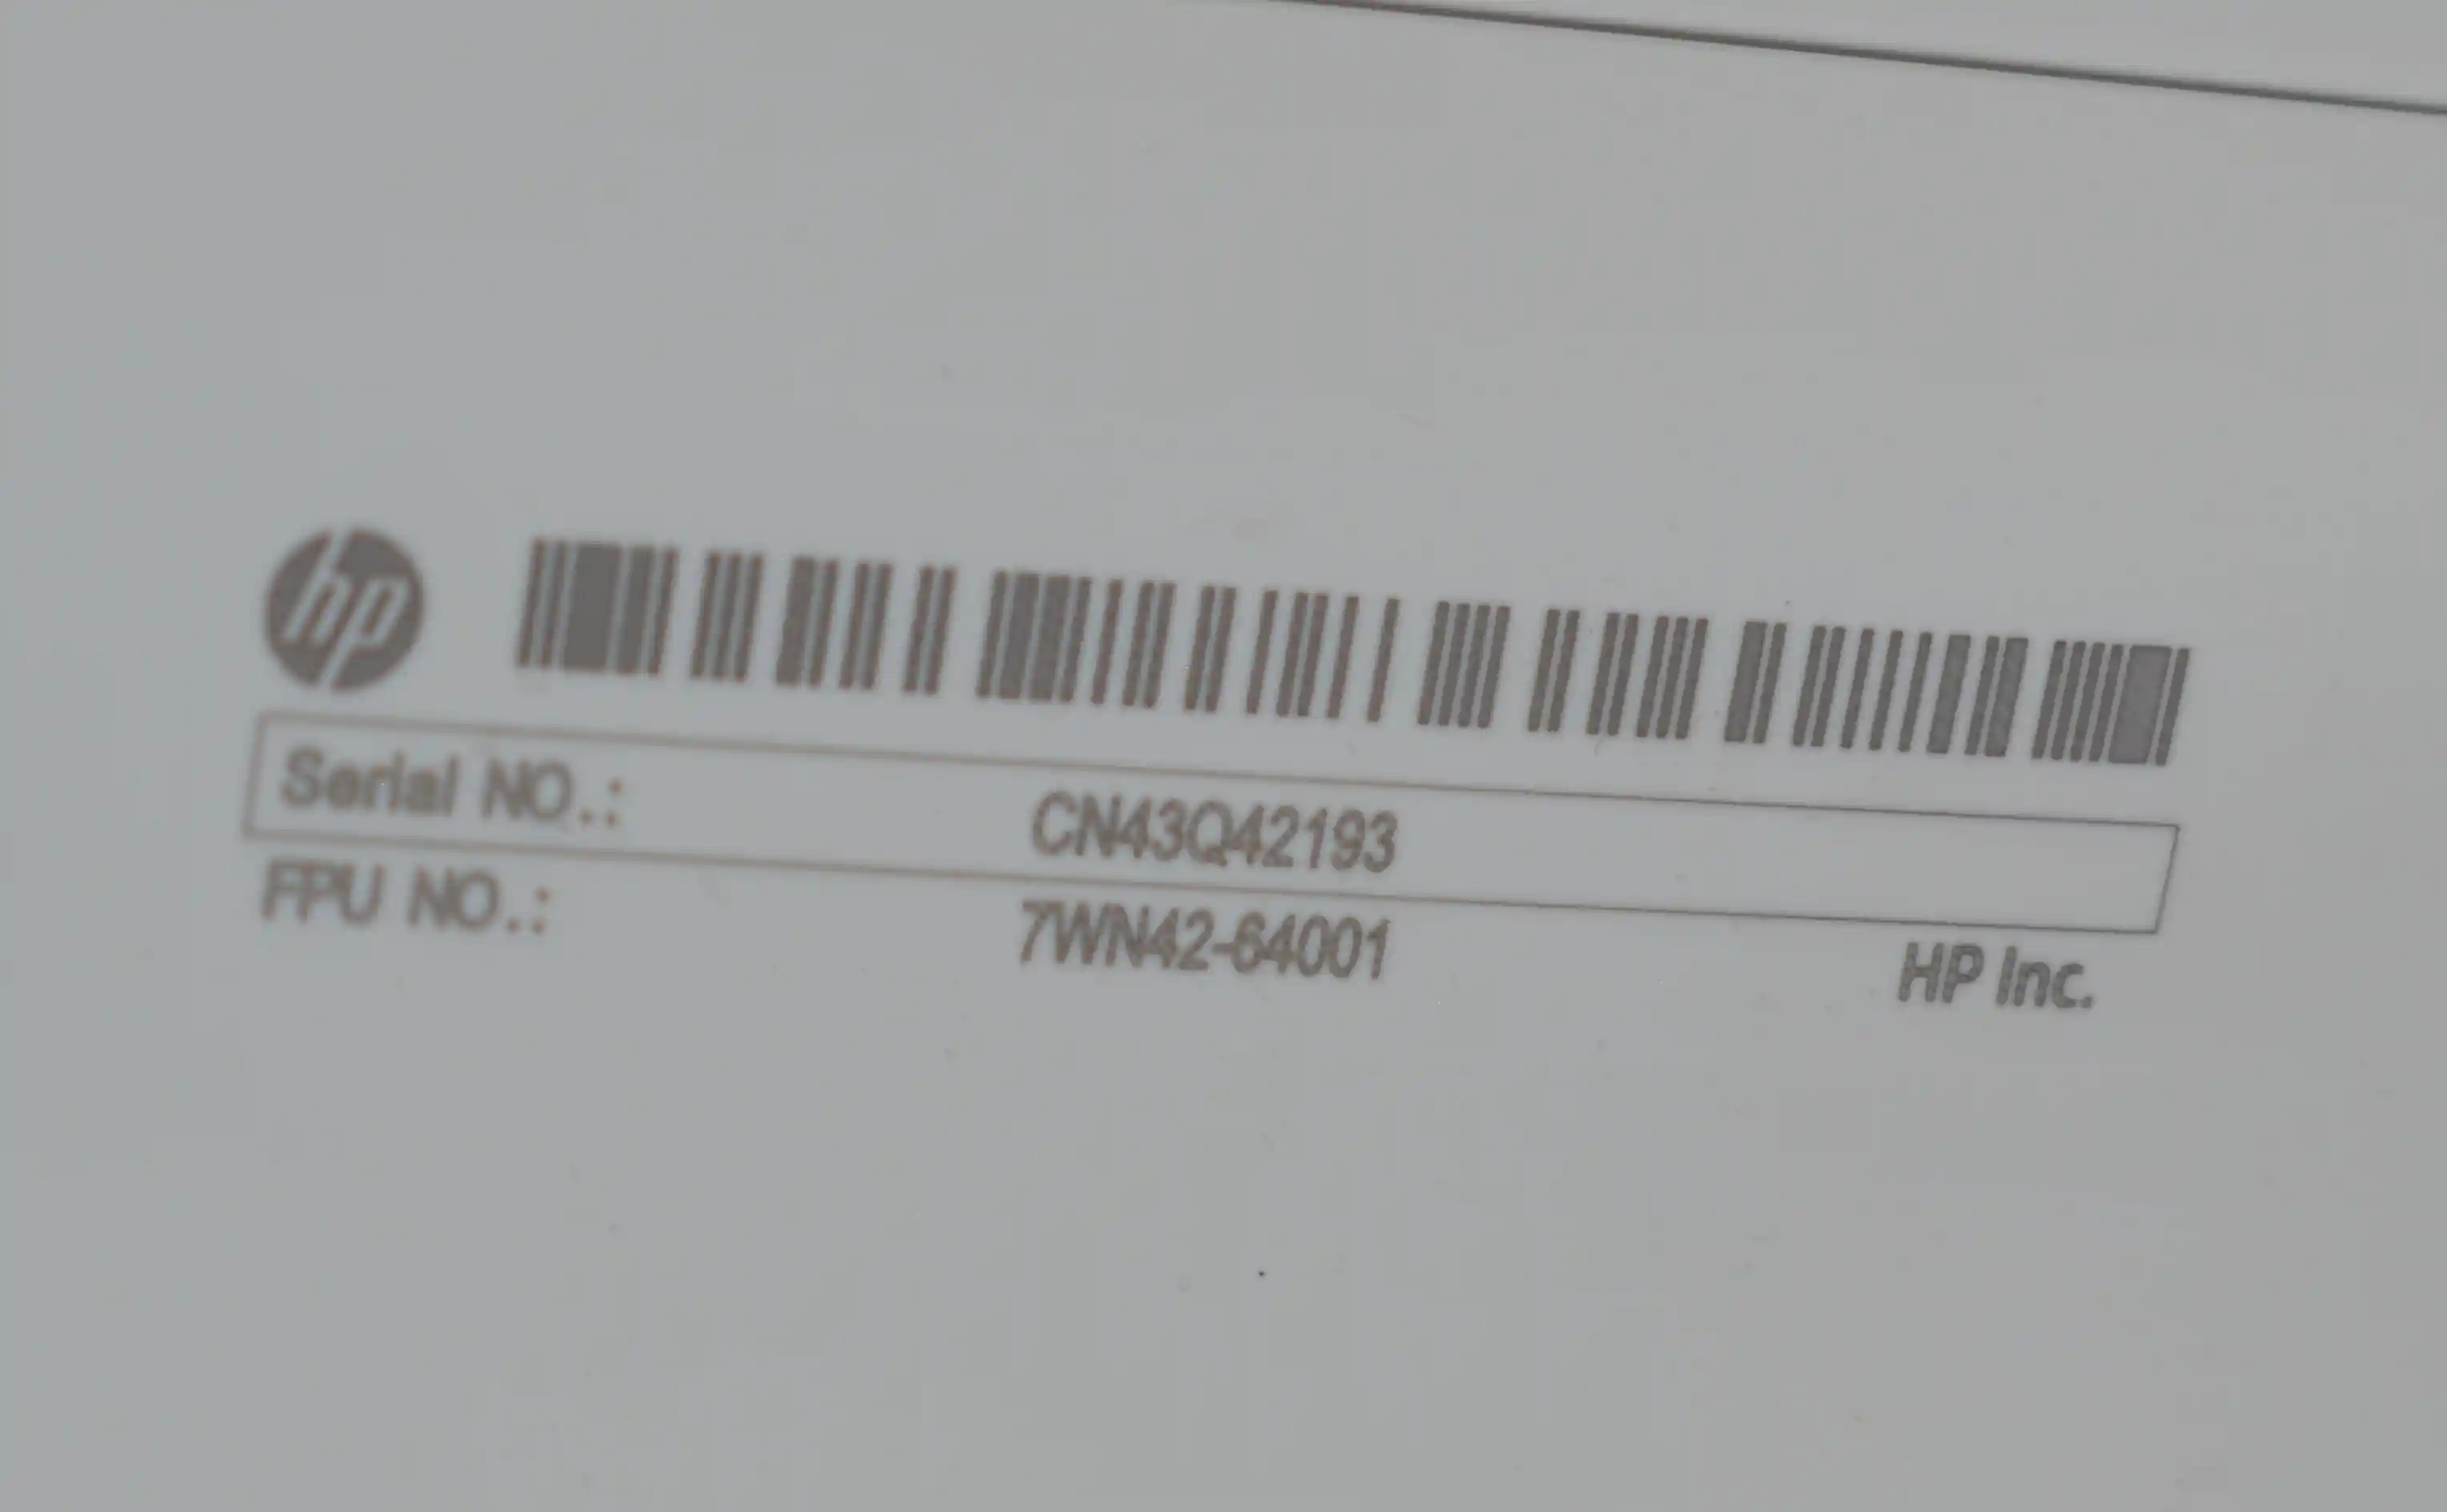 hp
Serial NO.: CN43Q42193
FPU NO.: 7WN42-64001
HP Inc.